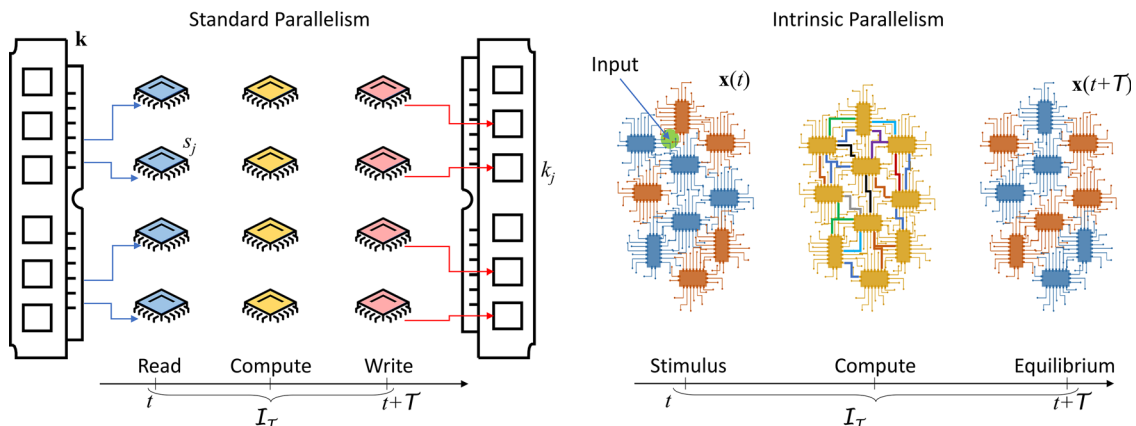 Standard Parallelism
k
s_j
k_j
Read
Compute
Write
t
t+𝒯
ℐ_𝒯
Intrinsic Parallelism
Input
x(t)
x(t+𝒯)
Stimulus
Compute
Equilibrium
t
t+𝒯
ℐ_𝒯